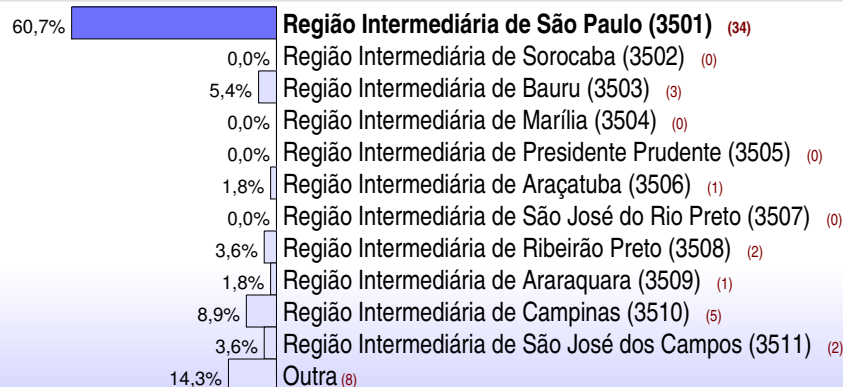 60,7% Região Intermediária de São Paulo (3501) (34)
0,0% Região Intermediária de Sorocaba (3502) (0)
5,4% Região Intermediária de Bauru (3503) (3)
0,0% Região Intermediária de Marília (3504) (0)
0,0% Região Intermediária de Presidente Prudente (3505) (0)
1,8% Região Intermediária de Araçatuba (3506) (1)
0,0% Região Intermediária de São José do Rio Preto (3507) (0)
3,6% Região Intermediária de Ribeirão Preto (3508) (2)
1,8% Região Intermediária de Araraquara (3509) (1)
8,9% Região Intermediária de Campinas (3510) (5)
3,6% Região Intermediária de São José dos Campos (3511) (2)
14,3% Outra (8)